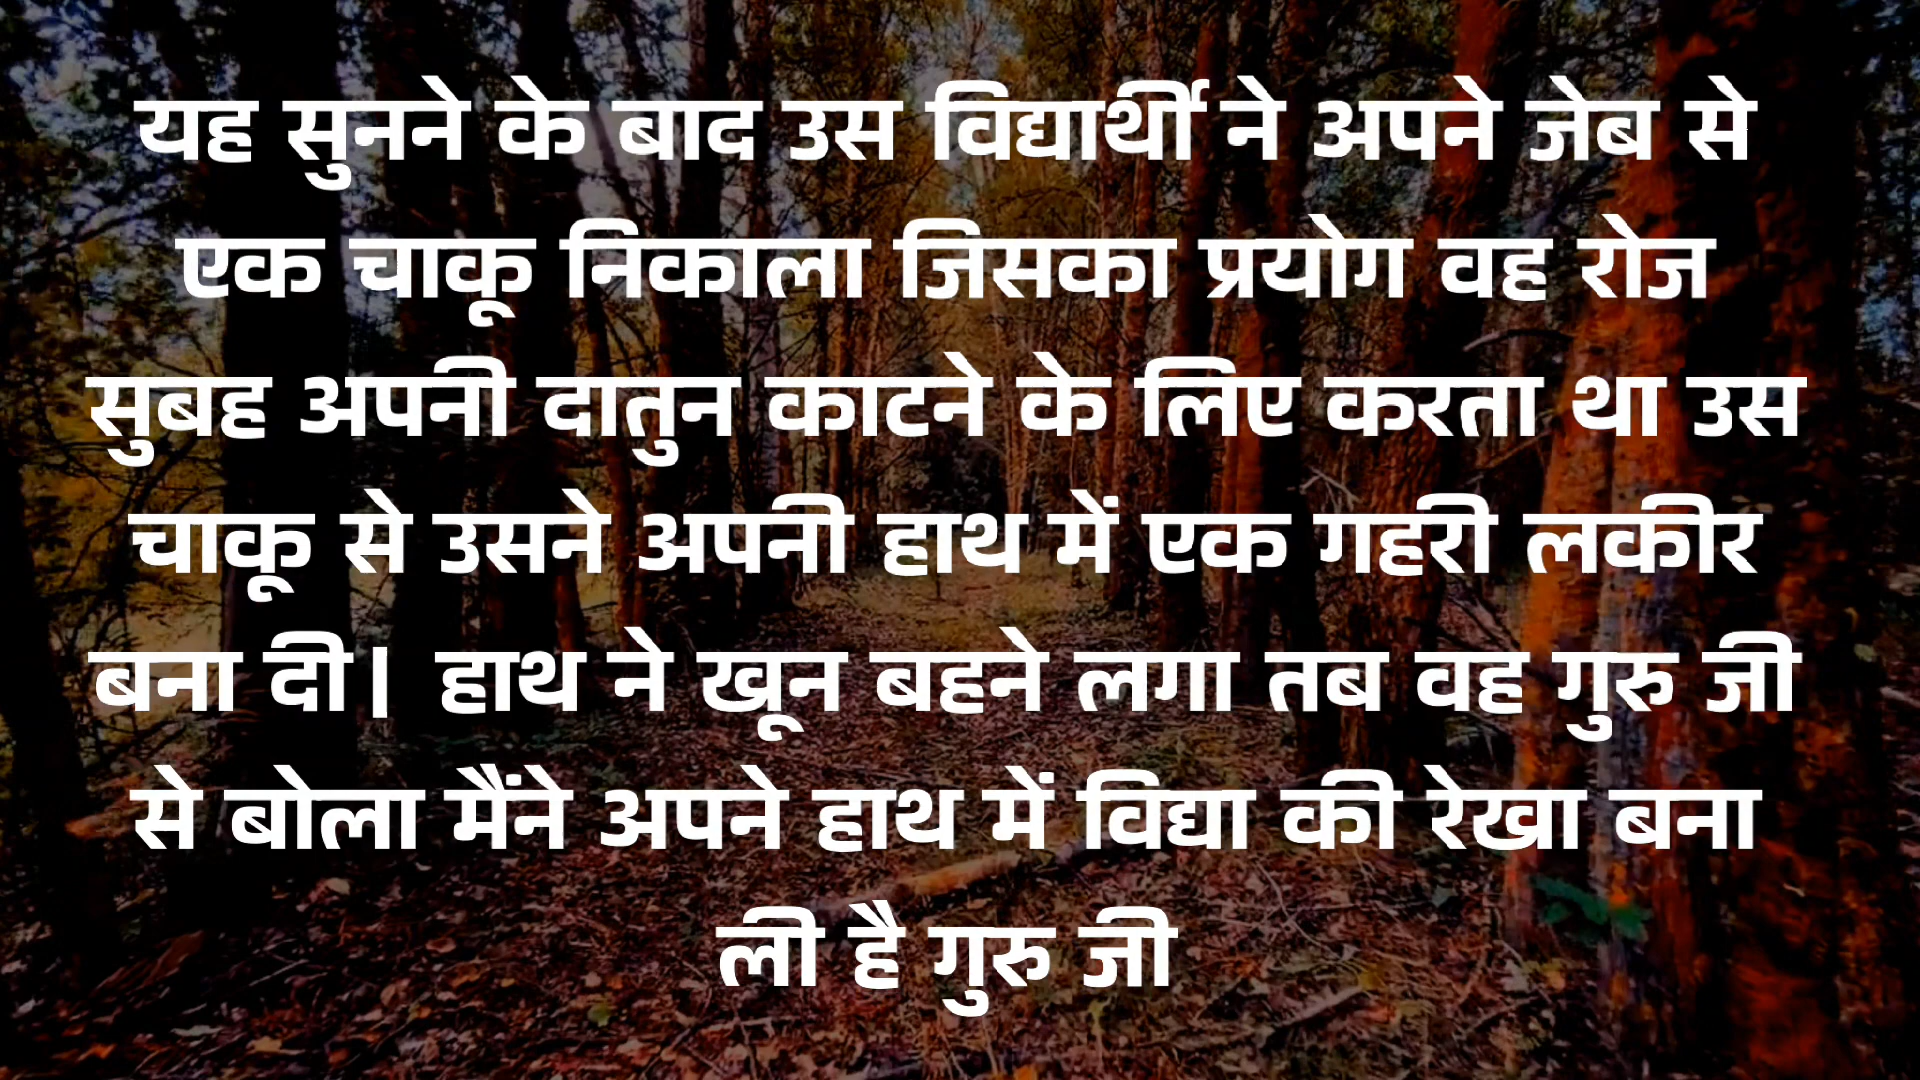 यह सुनने के बाद उस विद्यार्थी ने अपने जेब से
एक चाकू निकाला जिसका प्रयोग वह रोज
सुबह अपनी दातुन काटने के लिए करता था उस
चाकू से उसने अपनी हाथ में एक गहरी लकीर
बना दी। हाथ ने खून बहने लगा तब वह गुरु जी
से बोला मैंने अपने हाथ में विद्या की रेखा बना
ली है गुरु जी